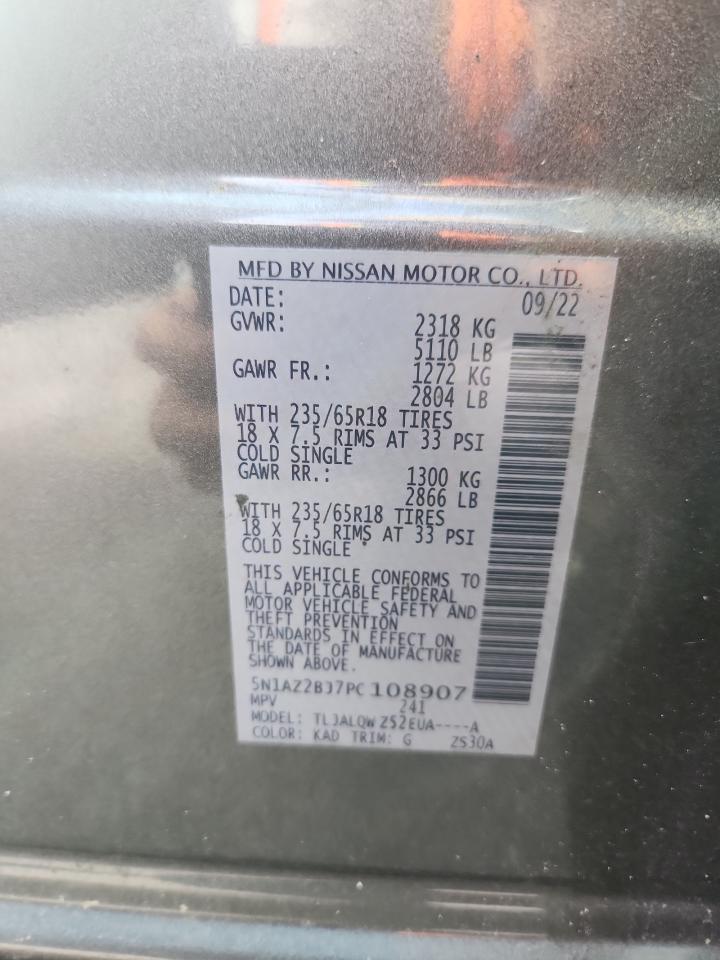 MFD BY NISSAN MOTOR CO., LTD.
DATE: 09/22
GVWR: 2318 KG
5110 LB
GAWR FR.: 1272 KG
2804 LB
WITH 235/65R18 TIRES
18 X 7.5 RIMS AT 33 PSI
COLD SINGLE
GAWR RR.: 1300 KG
2866 LB
WITH 235/65R18 TIRES
18 X 7.5 RIMS AT 33 PSI
COLD SINGLE
THIS VEHICLE CONFORMS TO
ALL APPLICABLE FEDERAL
MOTOR VEHICLE SAFETY AND
THEFT PREVENTION
STANDARDS IN EFFECT ON
THE DATE OF MANUFACTURE
SHOWN ABOVE.
5N1AZ2BJ7PC108907
MPV 241
MODEL: TLJALQWZ52EUA----A
COLOR: KAD TRIM: G ZS30A